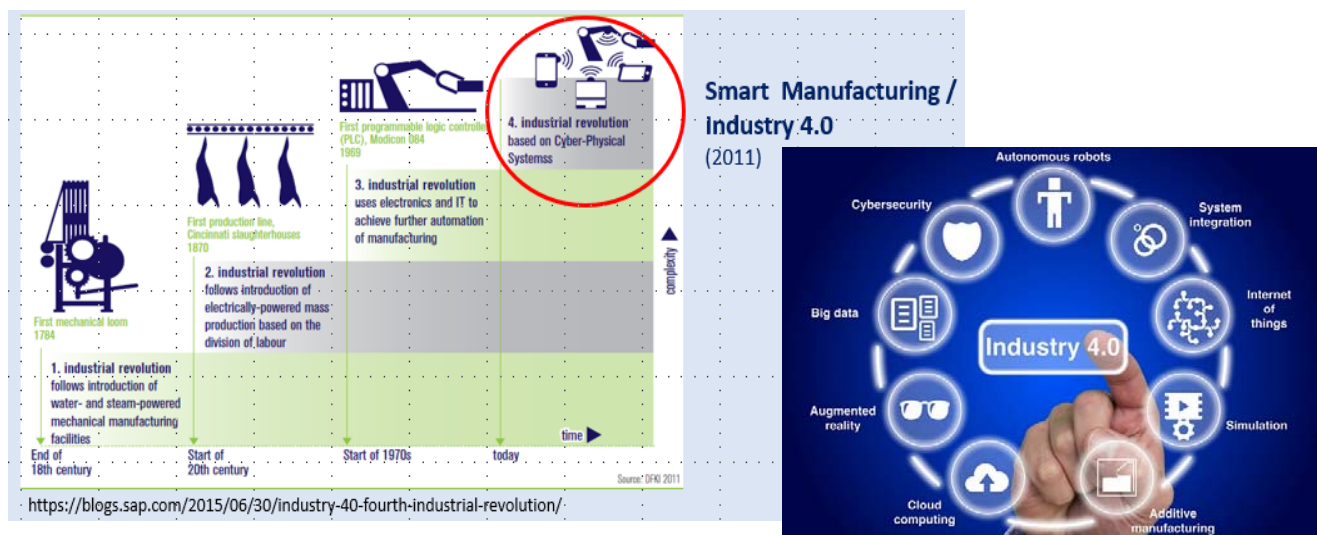 First mechanical loom
1784
First production line,
Cincinnati slaughterhouses
1870
First programmable logic controller
(PLC), Modicon 084
1969
4. industrial revolution
based on Cyber-Physical
Systemss
3. industrial revolution
uses electronics and IT to
achieve further automation
of manufacturing
2. industrial revolution
follows introduction of
electrically-powered mass
production based on the
division of labour
1. industrial revolution
follows introduction of
water- and steam-powered
mechanical manufacturing
facilities
complexity
time
End of
18th century
Start of
20th century
Start of 1970s
today
Source: DFKI 2011
https://blogs.sap.com/2015/06/30/industry-40-fourth-industrial-revolution/
Smart Manufacturing /
Industry 4.0
(2011)
Autonomous robots
System
integration
Internet
of
things
Simulation
Additive
manufacturing
Cloud
computing
Augmented
reality
Big data
Cybersecurity
Industry 4.0